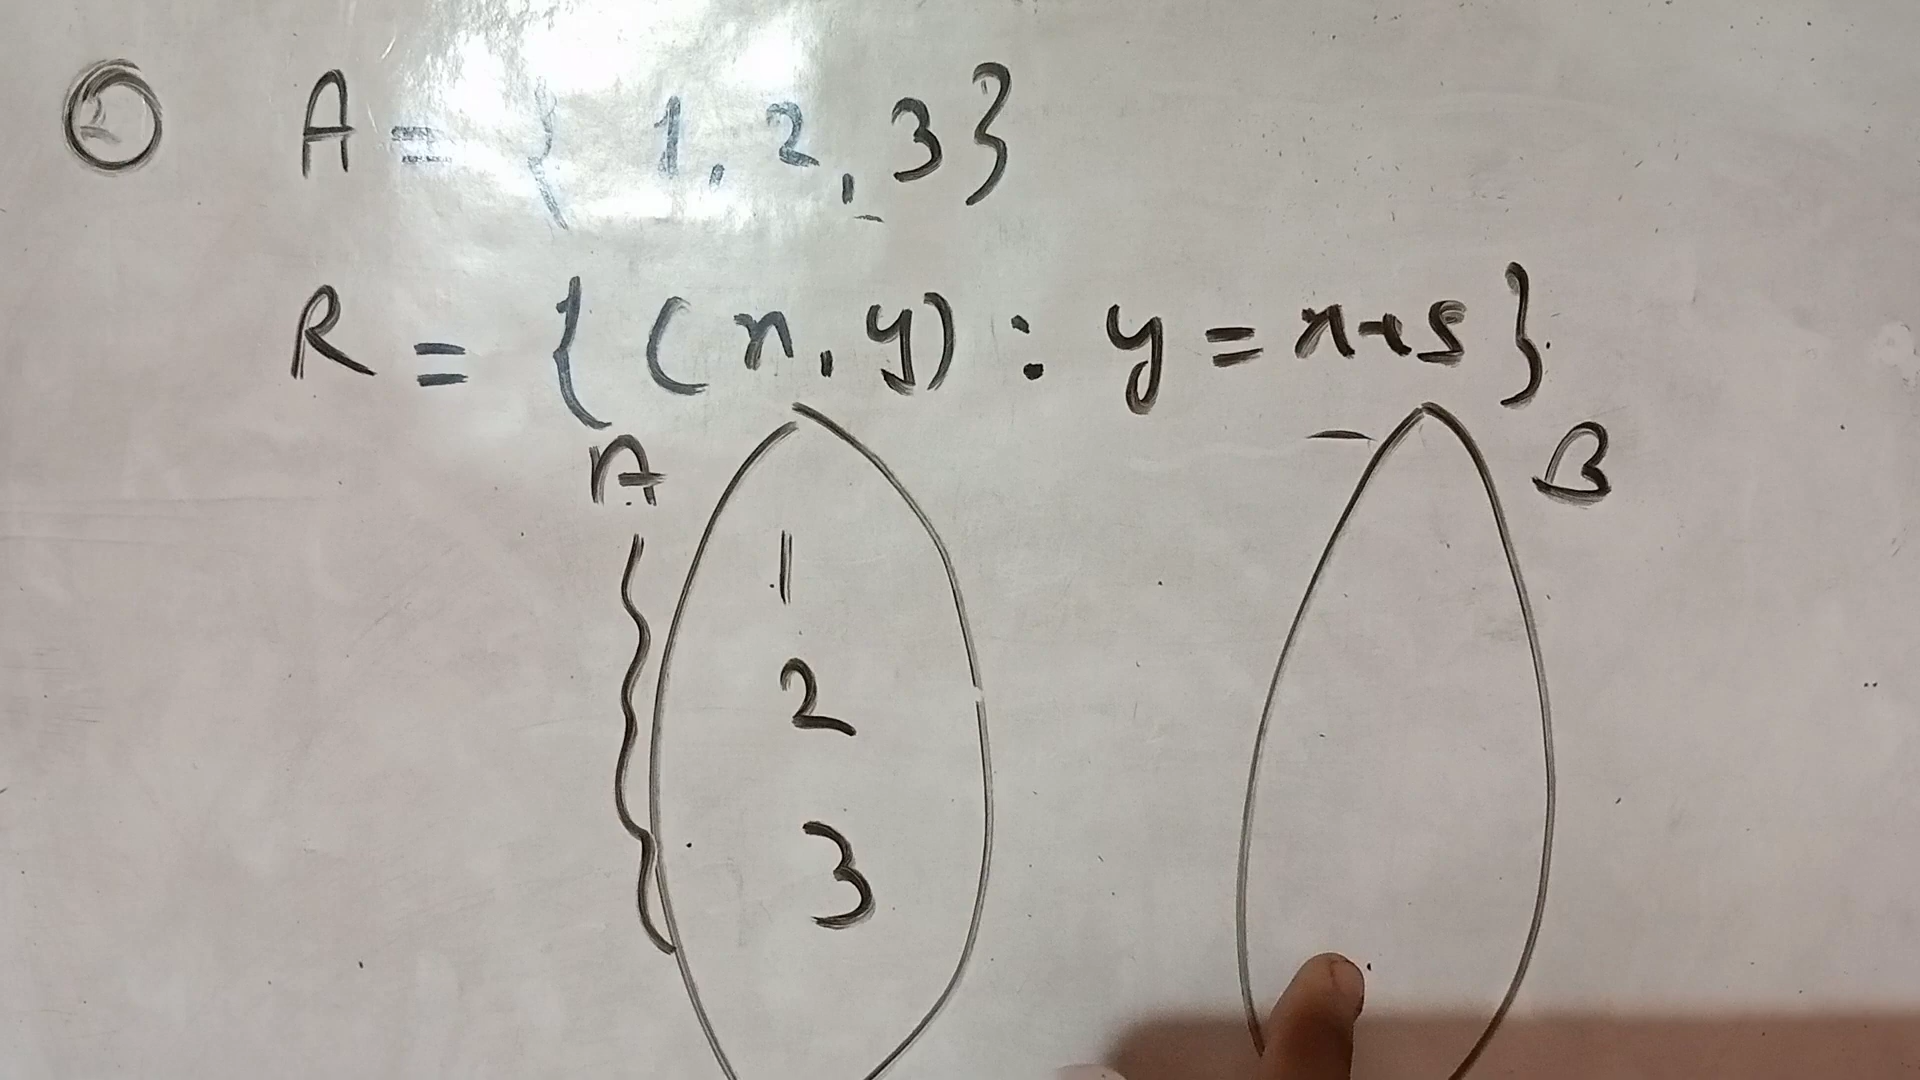 2 A = { 1, 2, 3 }
R = { (x, y) : y = x+5 }
A B
1
2
3